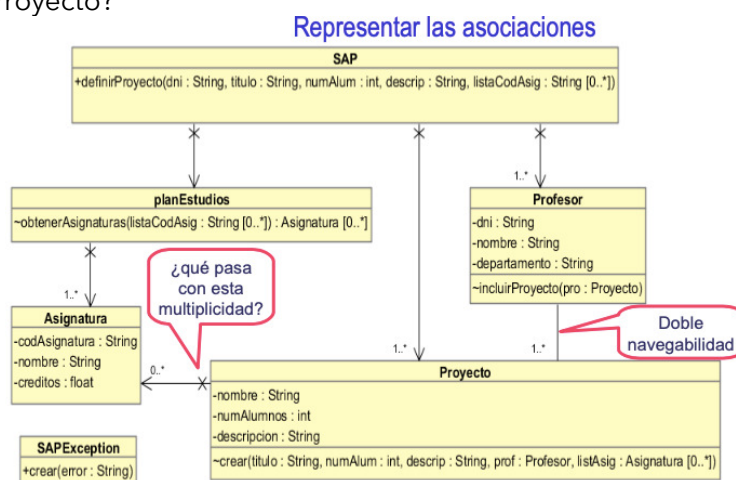 royecto?
Representar las asociaciones
SAP
+definirProyecto(dni : String, titulo : String, numAlum : int, descrip : String, listaCodAsig : String [0..*])
1..*
planEstudios
~obtenerAsignaturas(listaCodAsig : String [0..*]) : Asignatura [0..*]
Profesor
-dni : String
-nombre : String
-departamento : String
~incluirProyecto(pro : Proyecto)
¿qué pasa
con esta
multiplicidad?
1..*
Asignatura
-codAsignatura : String
-nombre : String
-creditos : float
Doble
navegabilidad
1..*
1..*
0..*
Proyecto
-nombre : String
-numAlumnos : int
-descripcion : String
~crear(titulo : String, numAlum : int, descrip : String, prof : Profesor, listAsig : Asignatura [0..*])
SAPException
+crear(error : String)